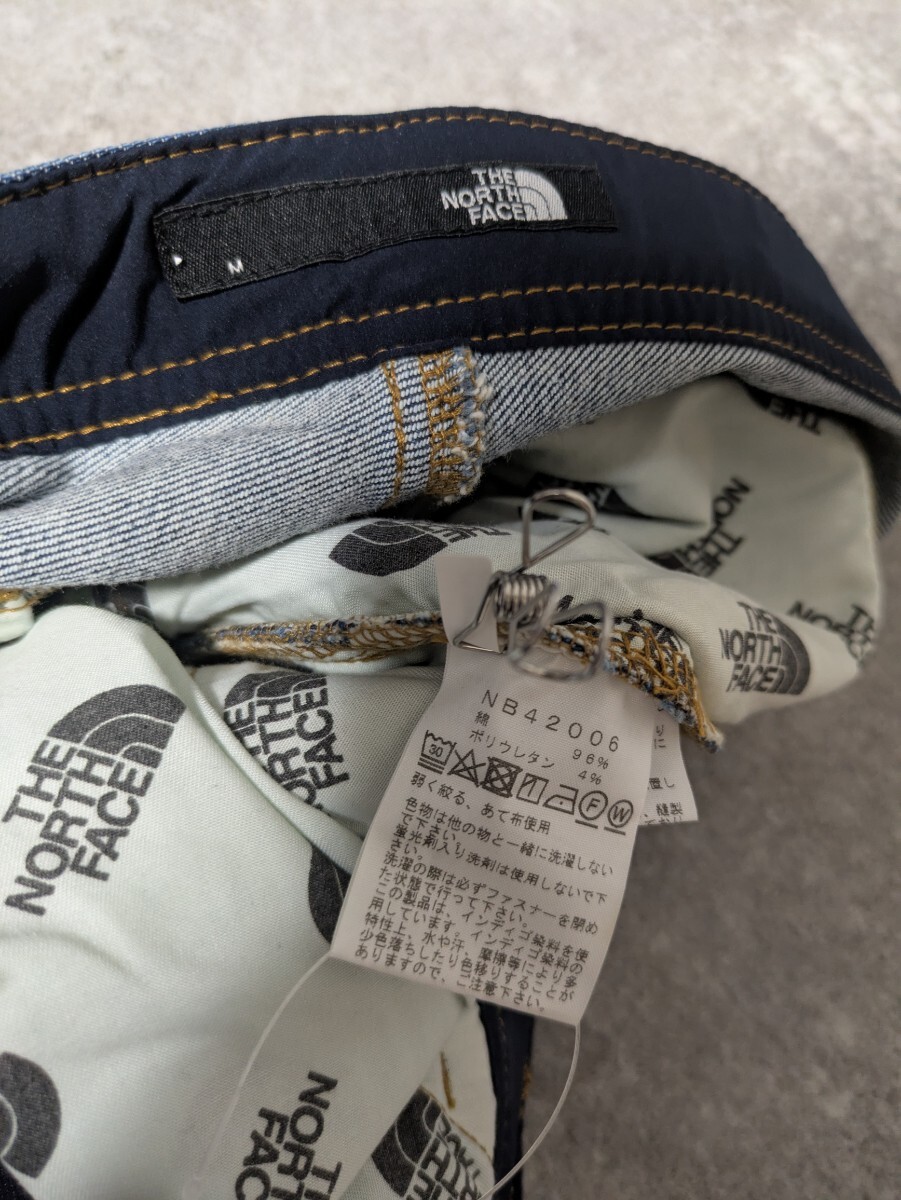 THE
NORTH
FACE
M
THE
NORTH
THE
NORTH
FACE
NB42006
綿 96%
ポリウレタン 4%
30
F W
弱く絞る、あて布使用
色物は他の物と一緒に洗濯しない
で下さい。
蛍光剤入り洗剤は使用しないで下
さい。
洗濯の際は必ずファスナーを閉め
た状態で行って下さい。
この製品は、インディゴ染料を使
用しています。インディゴ染料の
特性上、水や汗、摩擦等により多
少色落ちしたり色移りすることが
ありますので、ご注意下さい。
THE
NORTH
FACE